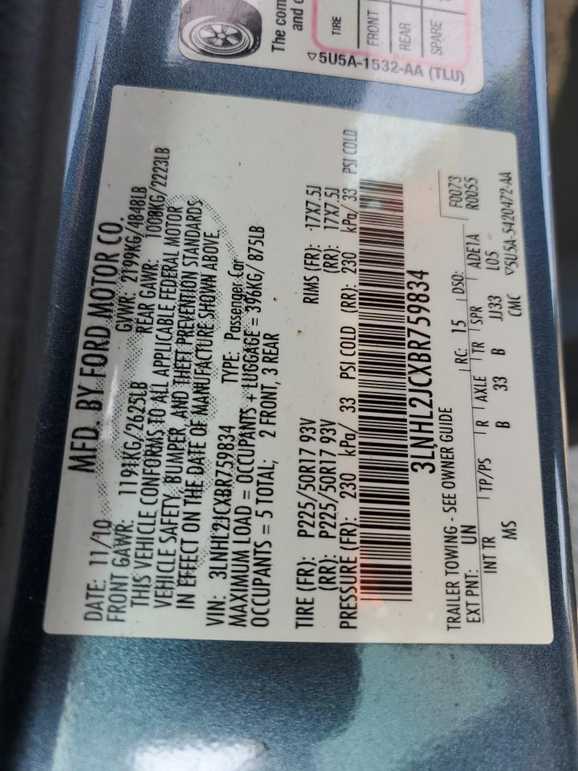 The com
and c
TIRE
FRONT
REAR
SPARE
▽5U5A-1532-AA (TLU)
MFD. BY FORD MOTOR CO.
DATE: 11/10 GVWR: 2199KG/4848LB
FRONT GAWR: 1191KG/2625LB REAR GAWR: 1008KG/2223LB
THIS VEHICLE CONFORMS TO ALL APPLICABLE FEDERAL MOTOR
VEHICLE SAFETY, BUMPER, AND THEFT PREVENTION STANDARDS
IN EFFECT ON THE DATE OF MANUFACTURE SHOWN ABOVE.
VIN: 3LNHL2JCXBR759834 TYPE: Passenger Car
MAXIMUM LOAD = OCCUPANTS + LUGGAGE = 396KG/ 875LB
OCCUPANTS = 5 TOTAL; 2 FRONT, 3 REAR
TIRE (FR): P225/50R17 93V RIMS (FR): 17X7.5J
(RR): P225/50R17 93V (RR): 17X7.5J
PRESSURE (FR): 230 kPa/ 33 PSI COLD (RR): 230 kPa/ 33 PSI COLD
3LNHL2JCXBR759834
TRAILER TOWING - SEE OWNER GUIDE F0073
EXT PNT: UN RC: 15 DSO: R0055
INT TR TP/PS R AXLE TR SPR ADE1A
MS B 33 B JJ33 L05
CMC ▽5U5A-5420472-AA